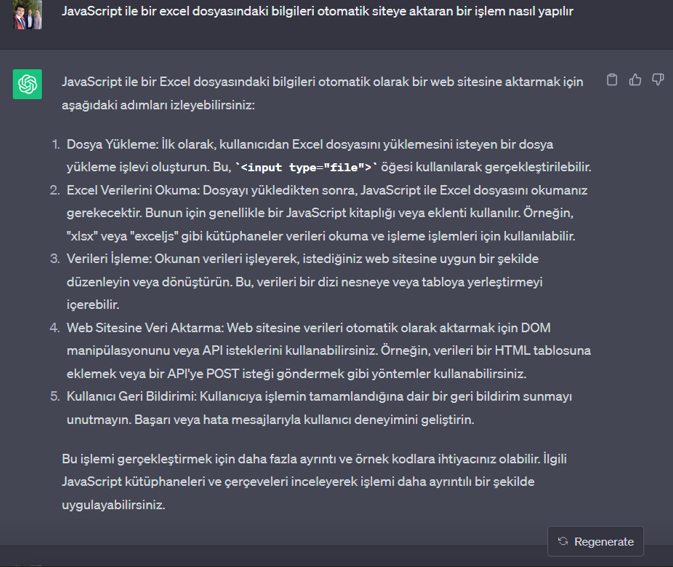 JavaScript ile bir excel dosyasındaki bilgileri otomatik siteye aktaran bir işlem nasıl yapılır
JavaScript ile bir Excel dosyasındaki bilgileri otomatik olarak bir web sitesine aktarmak için
aşağıdaki adımları izleyebilirsiniz:
1. Dosya Yükleme: İlk olarak, kullanıcıdan Excel dosyasını yüklemesini isteyen bir dosya
yükleme işlevi oluşturun. Bu, `<input type="file">` öğesi kullanılarak gerçekleştirilebilir.
2. Excel Verilerini Okuma: Dosyayı yükledikten sonra, JavaScript ile Excel dosyasını okumanız
gerekecektir. Bunun için genellikle bir JavaScript kitaplığı veya eklenti kullanılır. Örneğin,
"xlsx" veya "exceljs" gibi kütüphaneler verileri okuma ve işleme işlemleri için kullanılabilir.
3. Verileri İşleme: Okunan verileri işleyerek, istediğiniz web sitesine uygun bir şekilde
düzenleyin veya dönüştürün. Bu, verileri bir dizi nesneye veya tabloya yerleştirmeyi
içerebilir.
4. Web Sitesine Veri Aktarma: Web sitesine verileri otomatik olarak aktarmak için DOM
manipülasyonunu veya API isteklerini kullanabilirsiniz. Örneğin, verileri bir HTML tablosuna
eklemek veya bir API'ye POST isteği göndermek gibi yöntemler kullanabilirsiniz.
5. Kullanıcı Geri Bildirimi: Kullanıcıya işlemin tamamlandığına dair bir geri bildirim sunmayı
unutmayın. Başarı veya hata mesajlarıyla kullanıcı deneyimini geliştirin.
Bu işlemi gerçekleştirmek için daha fazla ayrıntı ve örnek kodlara ihtiyacınız olabilir. İlgili
JavaScript kütüphaneleri ve çerçeveleri inceleyerek işlemi daha ayrıntılı bir şekilde
uygulayabilirsiniz.
Regenerate